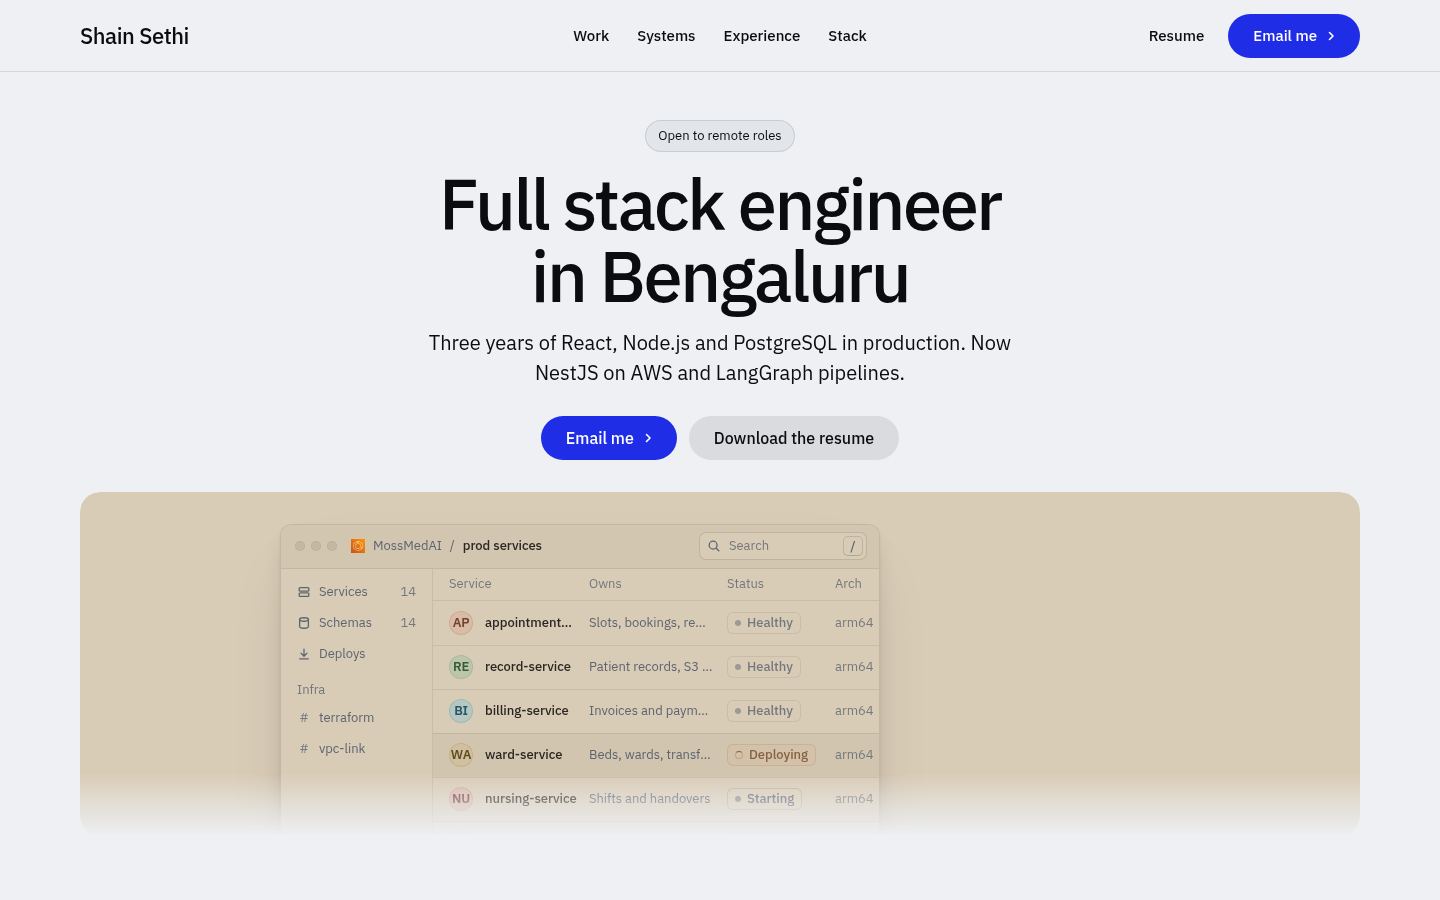 Shain Sethi
Work Systems Experience Stack
Resume Email me
Open to remote roles
Full stack engineer
in Bengaluru
Three years of React, Node.js and PostgreSQL in production. Now
NestJS on AWS and LangGraph pipelines.
Email me Download the resume
MossMedAI / prod services Search /
Services 14
Schemas 14
Deploys
Infra
# terraform
# vpc-link
Service Owns Status Arch
AP appointment... Slots, bookings, re... Healthy arm64
RE record-service Patient records, S3 ... Healthy arm64
BI billing-service Invoices and paym... Healthy arm64
WA ward-service Beds, wards, transf... Deploying arm64
NU nursing-service Shifts and handovers Starting arm64